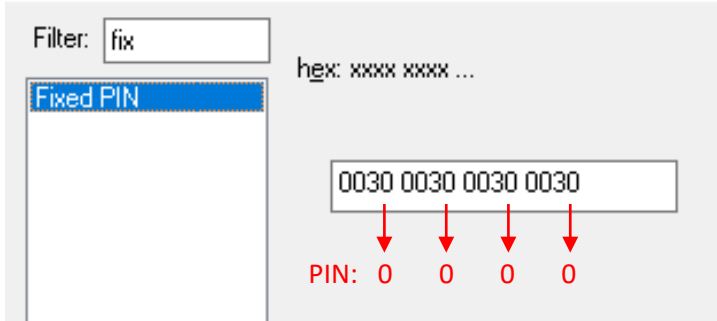 Filter: fix
hex: xxxx xxxx ...
Fixed PIN
0030 0030 0030 0030
PIN: 0 0 0 0